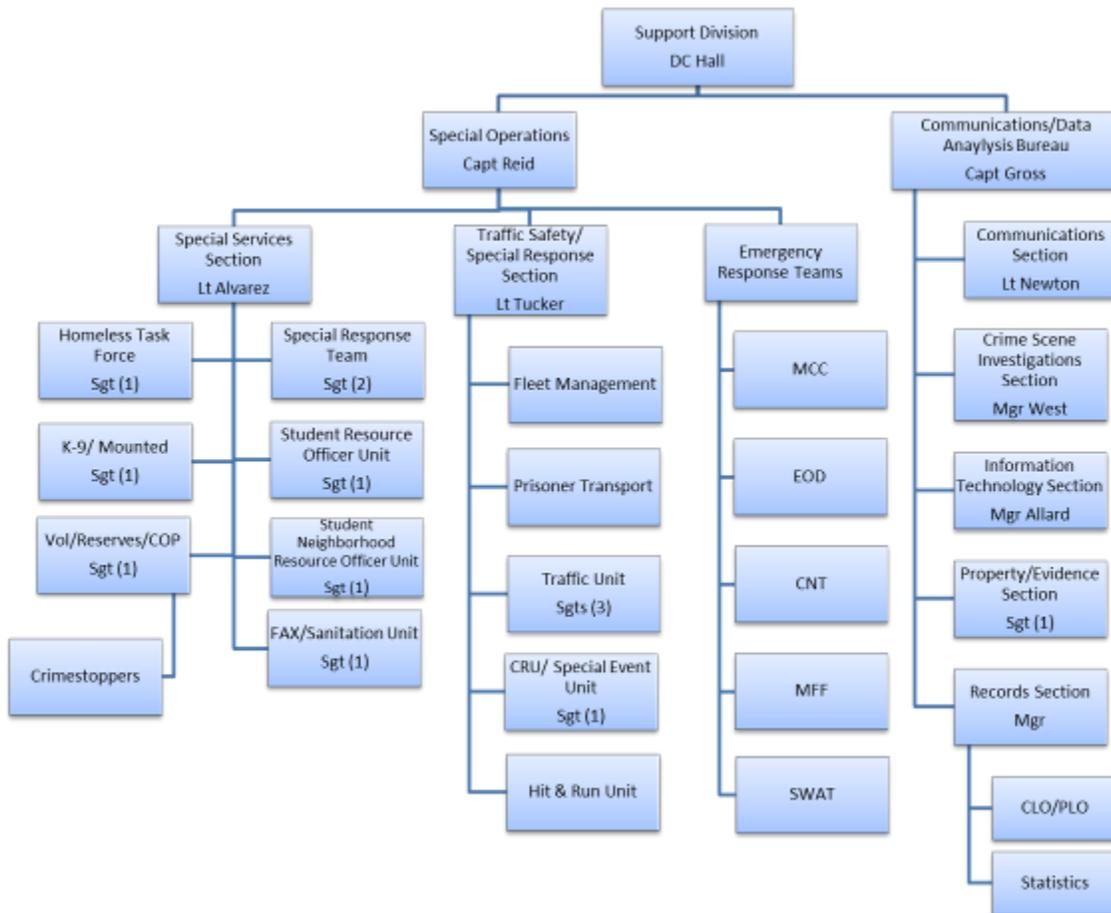 Support Division
DC Hall
Special Operations
Capt Reid
Communications/Data
Anaylysis Bureau
Capt Gross
Special Services
Section
Lt Alvarez
Traffic Safety/
Special Response
Section
Lt Tucker
Emergency
Response Teams
Communications
Section
Lt Newton
Homeless Task
Force
Sgt (1)
Special Response
Team
Sgt (2)
K-9/ Mounted
Sgt (1)
Student Resource
Officer Unit
Sgt (1)
Vol/Reserves/COP
Sgt (1)
Student
Neighborhood
Resource Officer Unit
Sgt (1)
Crimestoppers
FAX/Sanitation Unit
Sgt (1)
Fleet Management
Prisoner Transport
Traffic Unit
Sgts (3)
CRU/ Special Event
Unit
Sgt (1)
Hit & Run Unit
MCC
EOD
CNT
MFF
SWAT
Crime Scene
Investigations
Section
Mgr West
Information
Technology Section
Mgr Allard
Property/Evidence
Section
Sgt (1)
Records Section
Mgr
CLO/PLO
Statistics